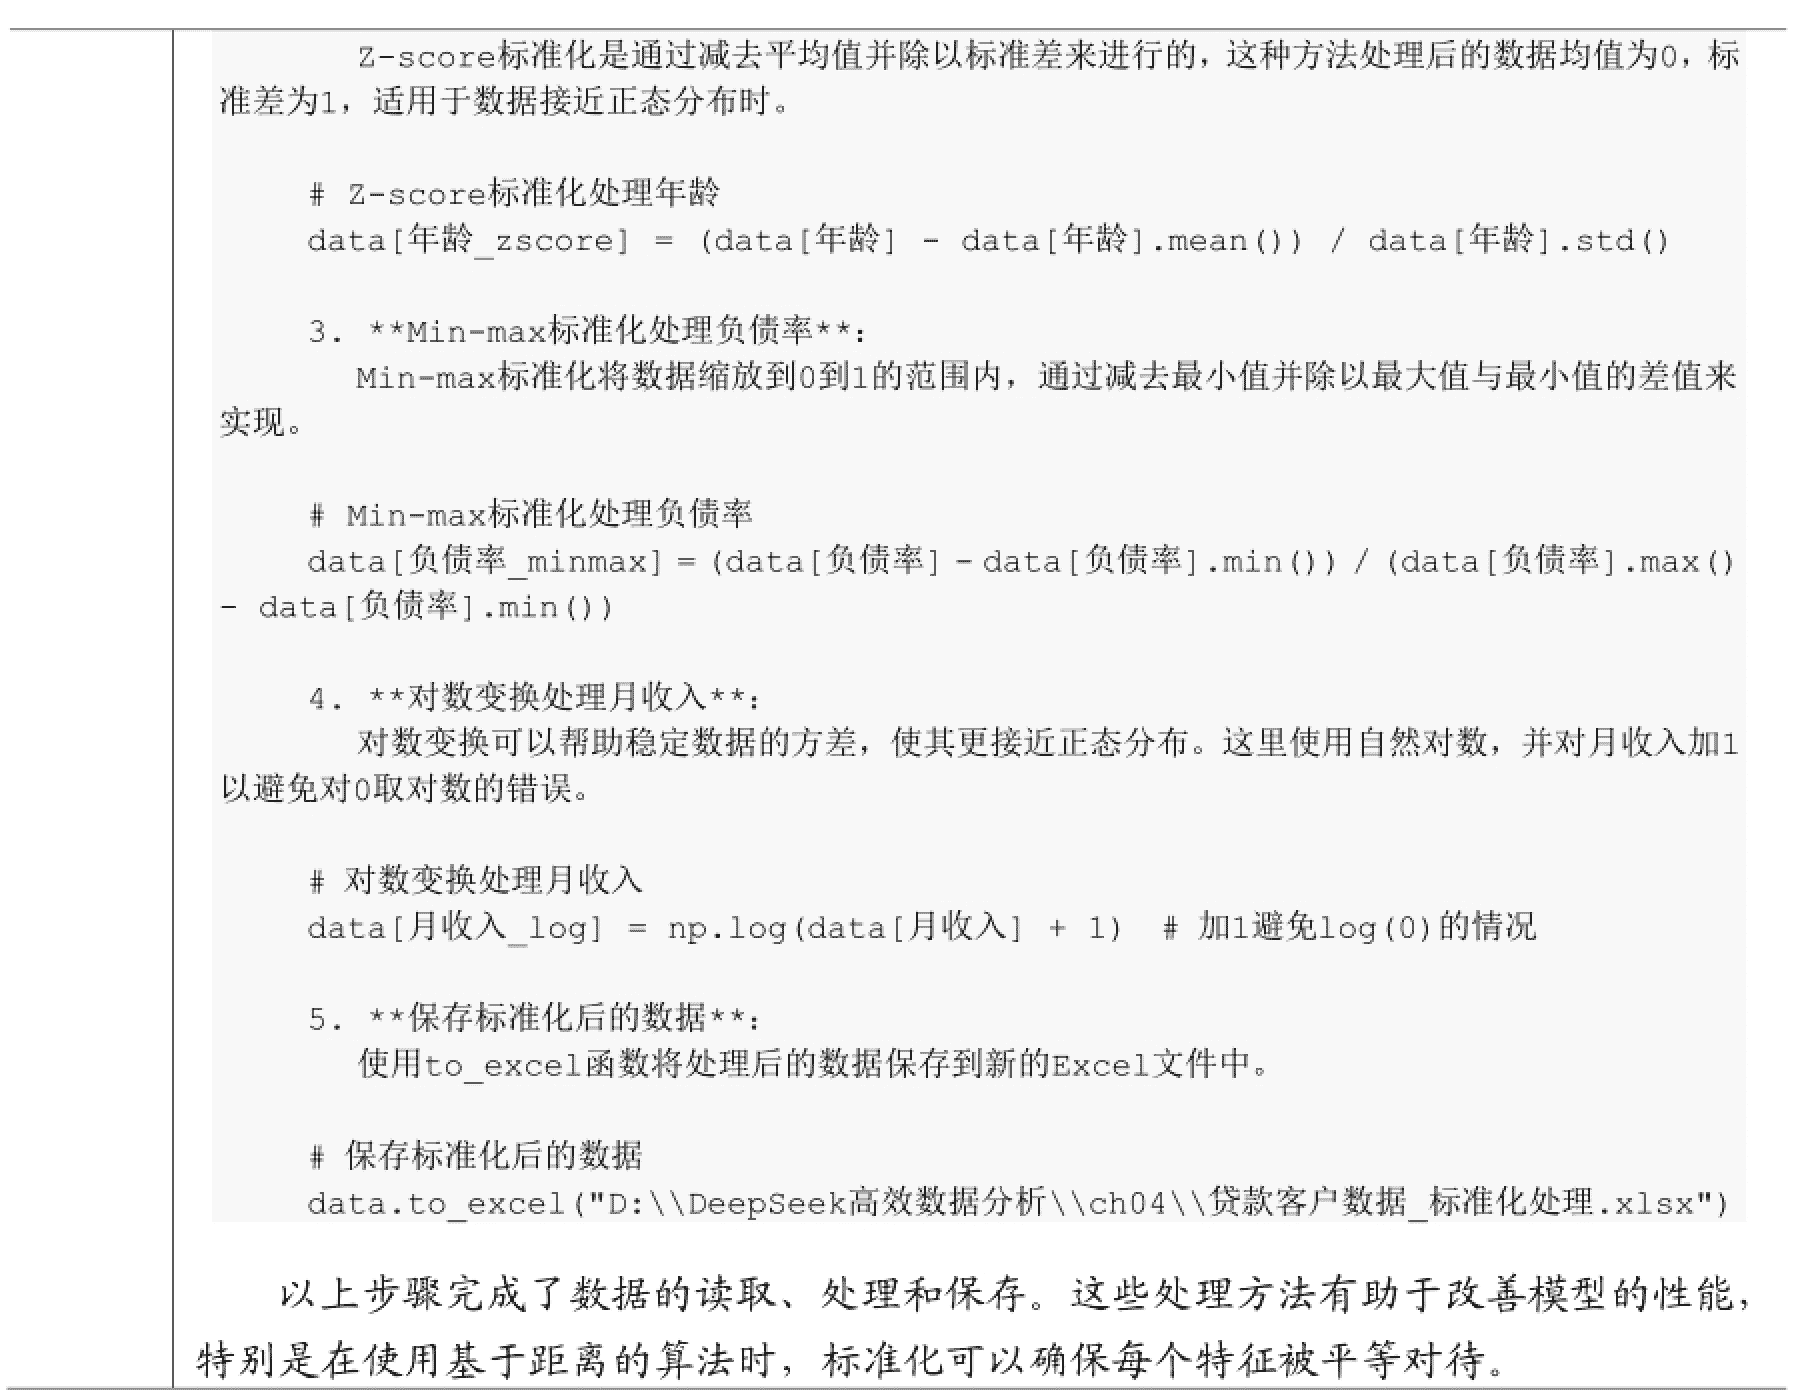 Z-score标准化是通过减去平均值并除以标准差来进行的，这种方法处理后的数据均值为0，标
准差为1，适用于数据接近正态分布时。
# Z-score标准化处理年龄
data[年龄_zscore] = (data[年龄] - data[年龄].mean()) / data[年龄].std()
3. **Min-max标准化处理负债率**：
Min-max标准化将数据缩放到0到1的范围内，通过减去最小值并除以最大值与最小值的差值来
实现。
# Min-max标准化处理负债率
data[负债率_minmax] = (data[负债率] - data[负债率].min()) / (data[负债率].max()
- data[负债率].min())
4. **对数变换处理月收入**：
对数变换可以帮助稳定数据的方差，使其更接近正态分布。这里使用自然对数，并对月收入加1
以避免对0取对数的错误。
# 对数变换处理月收入
data[月收入_log] = np.log(data[月收入] + 1)  # 加1避免log(0)的情况
5. **保存标准化后的数据**：
使用to_excel函数将处理后的数据保存到新的Excel文件中。
# 保存标准化后的数据
data.to_excel("D:\\DeepSeek高效数据分析\\ch04\\贷款客户数据_标准化处理.xlsx")
以上步骤完成了数据的读取、处理和保存。这些处理方法有助于改善模型的性能，
特别是在使用基于距离的算法时，标准化可以确保每个特征被平等对待。